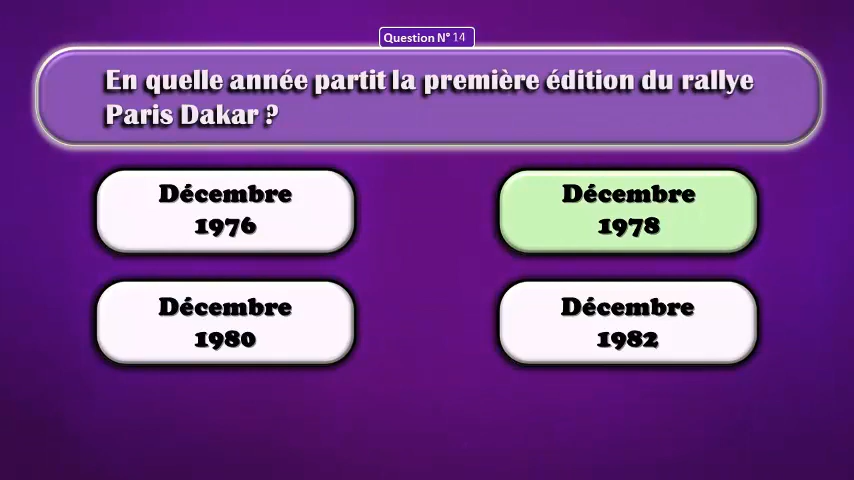 Question N° 14
En quelle année partit la première édition du rallye
Paris Dakar ?
Décembre
1976
Décembre
1978
Décembre
1980
Décembre
1982